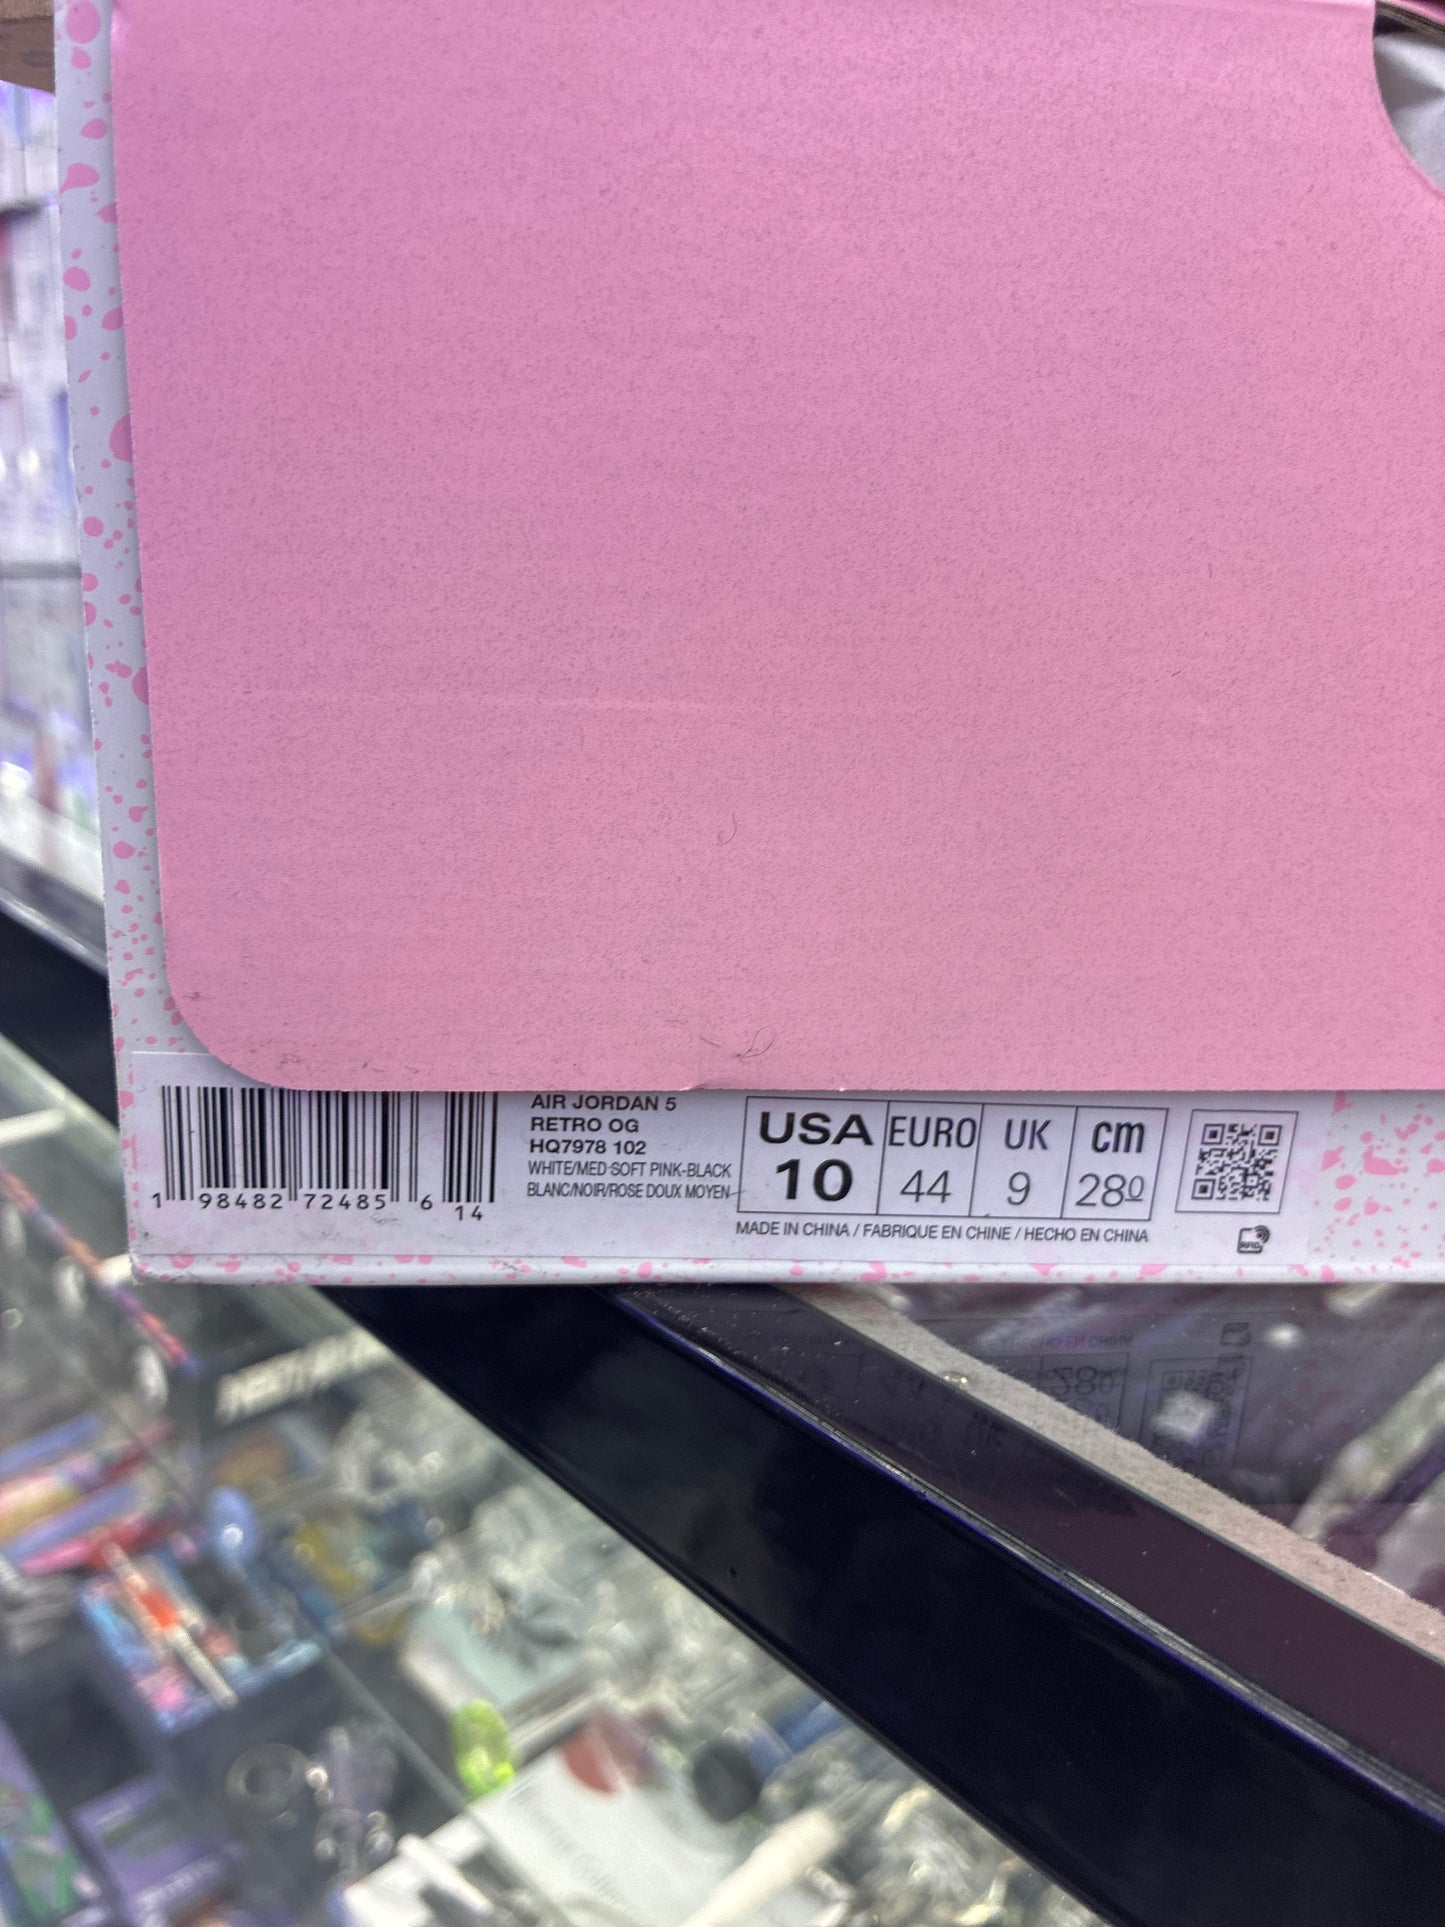 AIR JORDAN 5
RETRO OG
HQ7978 102
WHITE/MED SOFT PINK-BLACK
BLANC/NOIR/ROSE DOUX MOYEN
1 98482 72485 6 14
USA EURO UK cm
10 44 9 280
MADE IN CHINA / FABRIQUE EN CHINE / HECHO EN CHINA
RFID